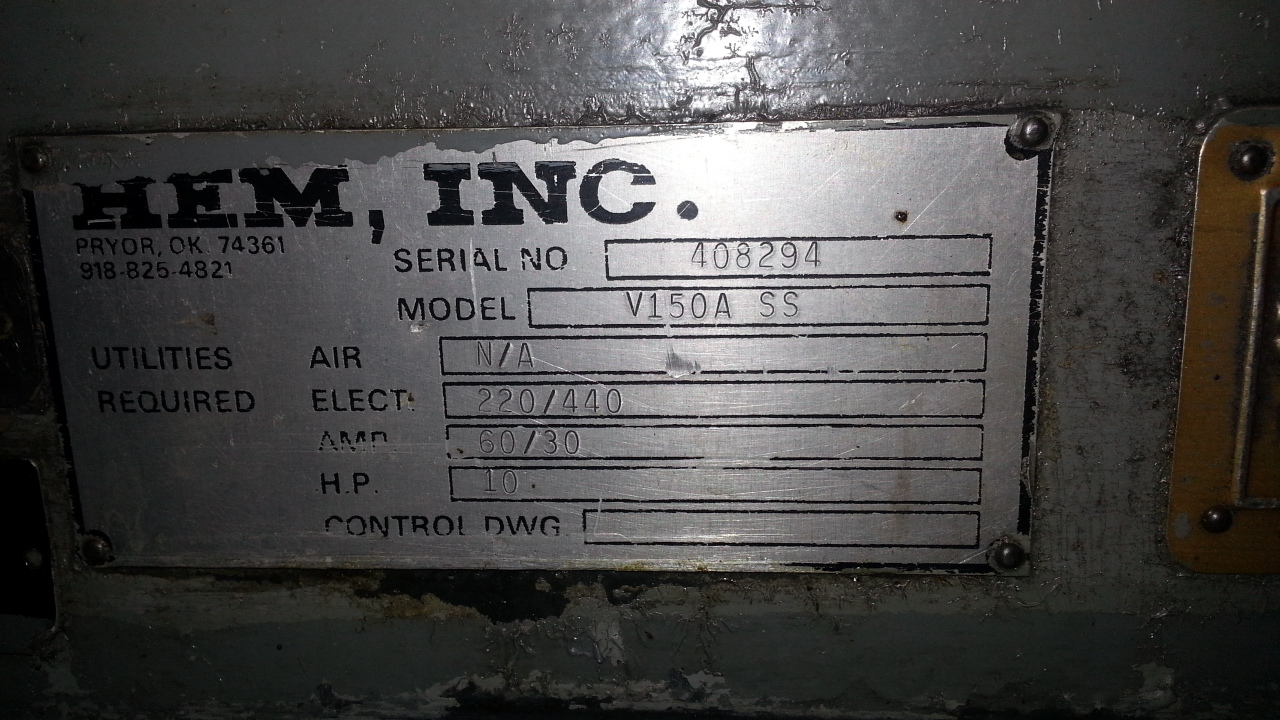 HEM, INC.
PRYOR, OK. 74361
918-825-4821
SERIAL NO 408294
MODEL V150A SS
UTILITIES AIR N/A
REQUIRED ELECT. 220/440
AMP. 60/30
H.P. 10
CONTROL DWG.